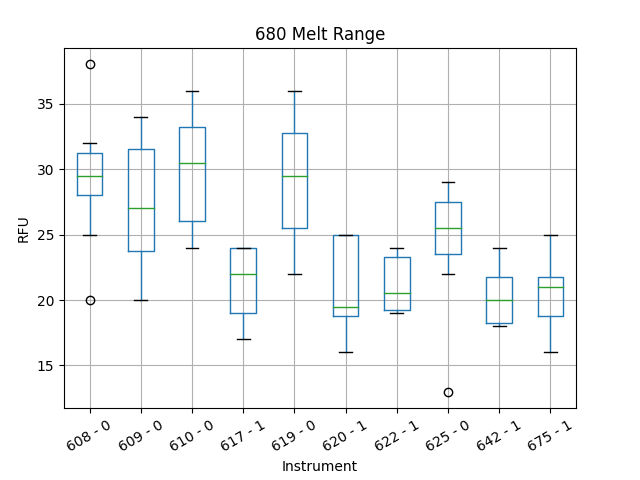 680 Melt Range
RFU
35
30
25
20
15
608 - 0
609 - 0
610 - 0
617 - 1
619 - 0
620 - 1
622 - 1
625 - 0
642 - 1
675 - 1
Instrument